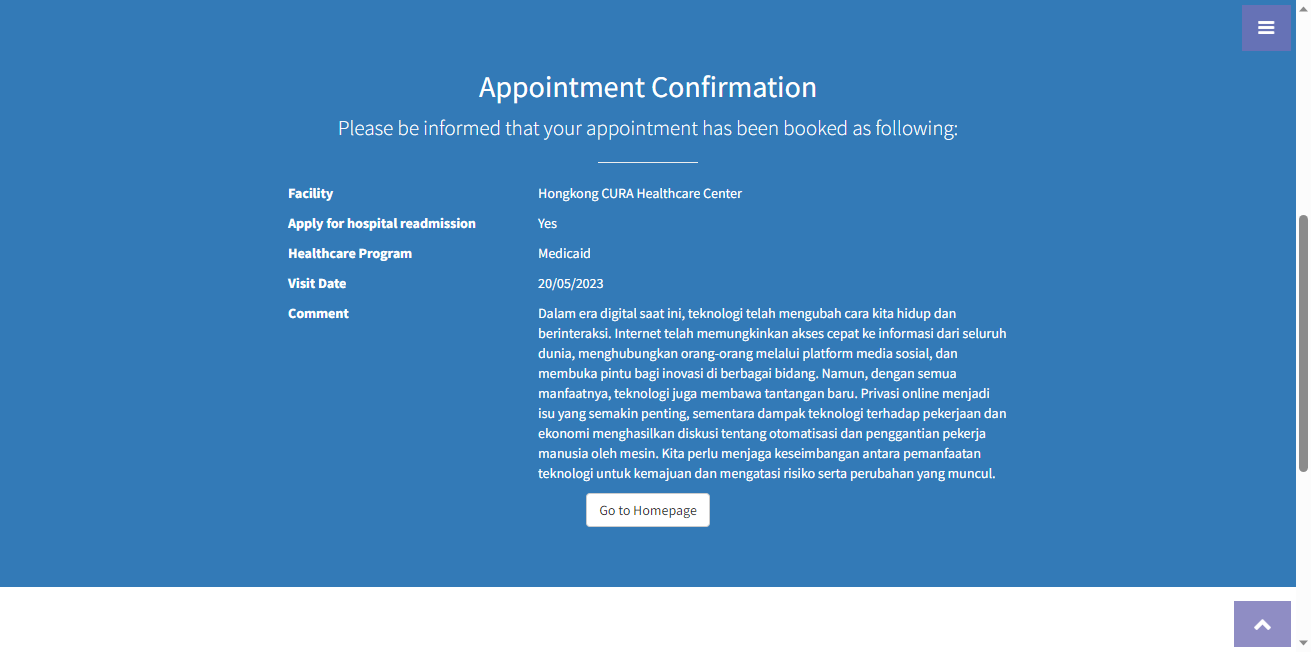 Appointment Confirmation
Please be informed that your appointment has been booked as following:
Facility Hongkong CURA Healthcare Center
Apply for hospital readmission Yes
Healthcare Program Medicaid
Visit Date 20/05/2023
Comment Dalam era digital saat ini, teknologi telah mengubah cara kita hidup dan
berinteraksi. Internet telah memungkinkan akses cepat ke informasi dari seluruh
dunia, menghubungkan orang-orang melalui platform media sosial, dan
membuka pintu bagi inovasi di berbagai bidang. Namun, dengan semua
manfaatnya, teknologi juga membawa tantangan baru. Privasi online menjadi
isu yang semakin penting, sementara dampak teknologi terhadap pekerjaan dan
ekonomi menghasilkan diskusi tentang otomatisasi dan penggantian pekerja
manusia oleh mesin. Kita perlu menjaga keseimbangan antara pemanfaatan
teknologi untuk kemajuan dan mengatasi risiko serta perubahan yang muncul.
Go to Homepage